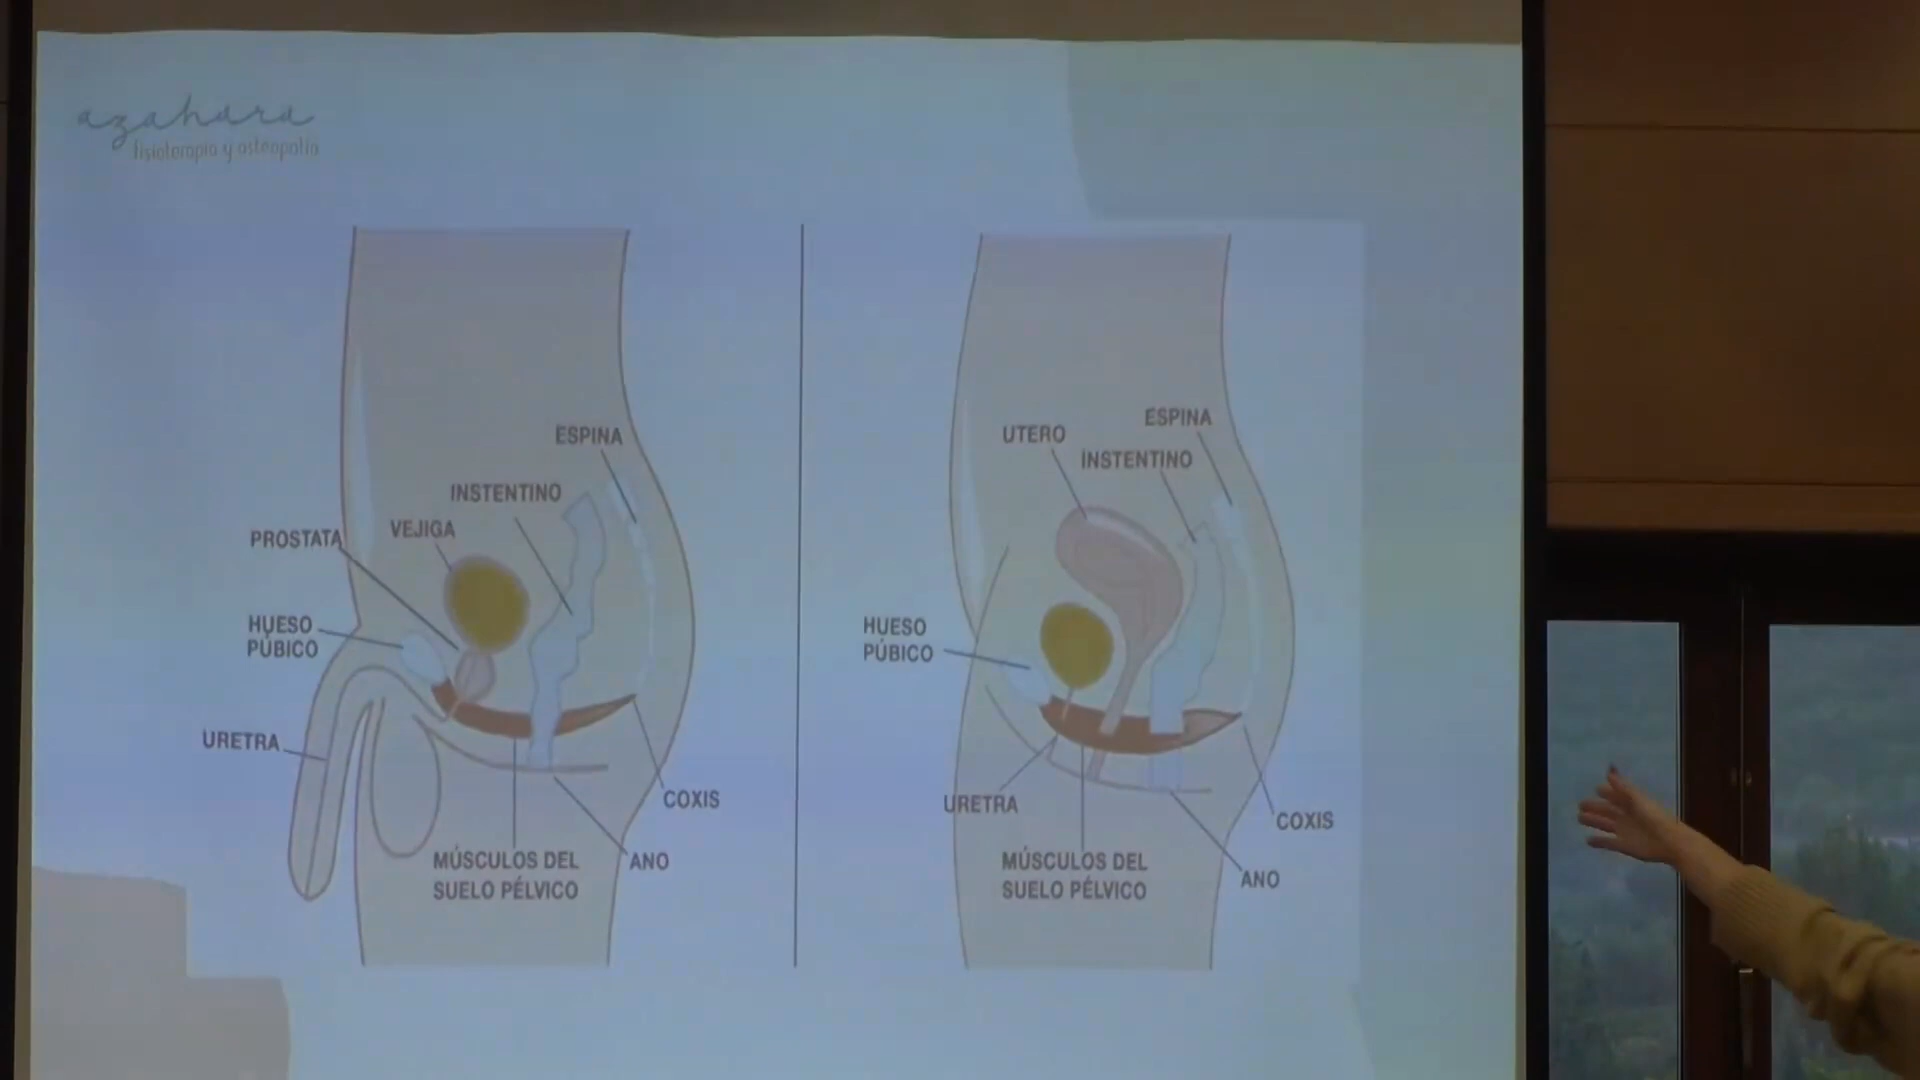 azahara
fisioterapia y osteopatía
ESPINA
INSTENTINO
VEJIGA
PROSTATA
HUESO
PÚBICO
URETRA
COXIS
MÚSCULOS DEL
SUELO PÉLVICO
ANO
ESPINA
UTERO
INSTENTINO
HUESO
PÚBICO
URETRA
COXIS
MÚSCULOS DEL
SUELO PÉLVICO
ANO